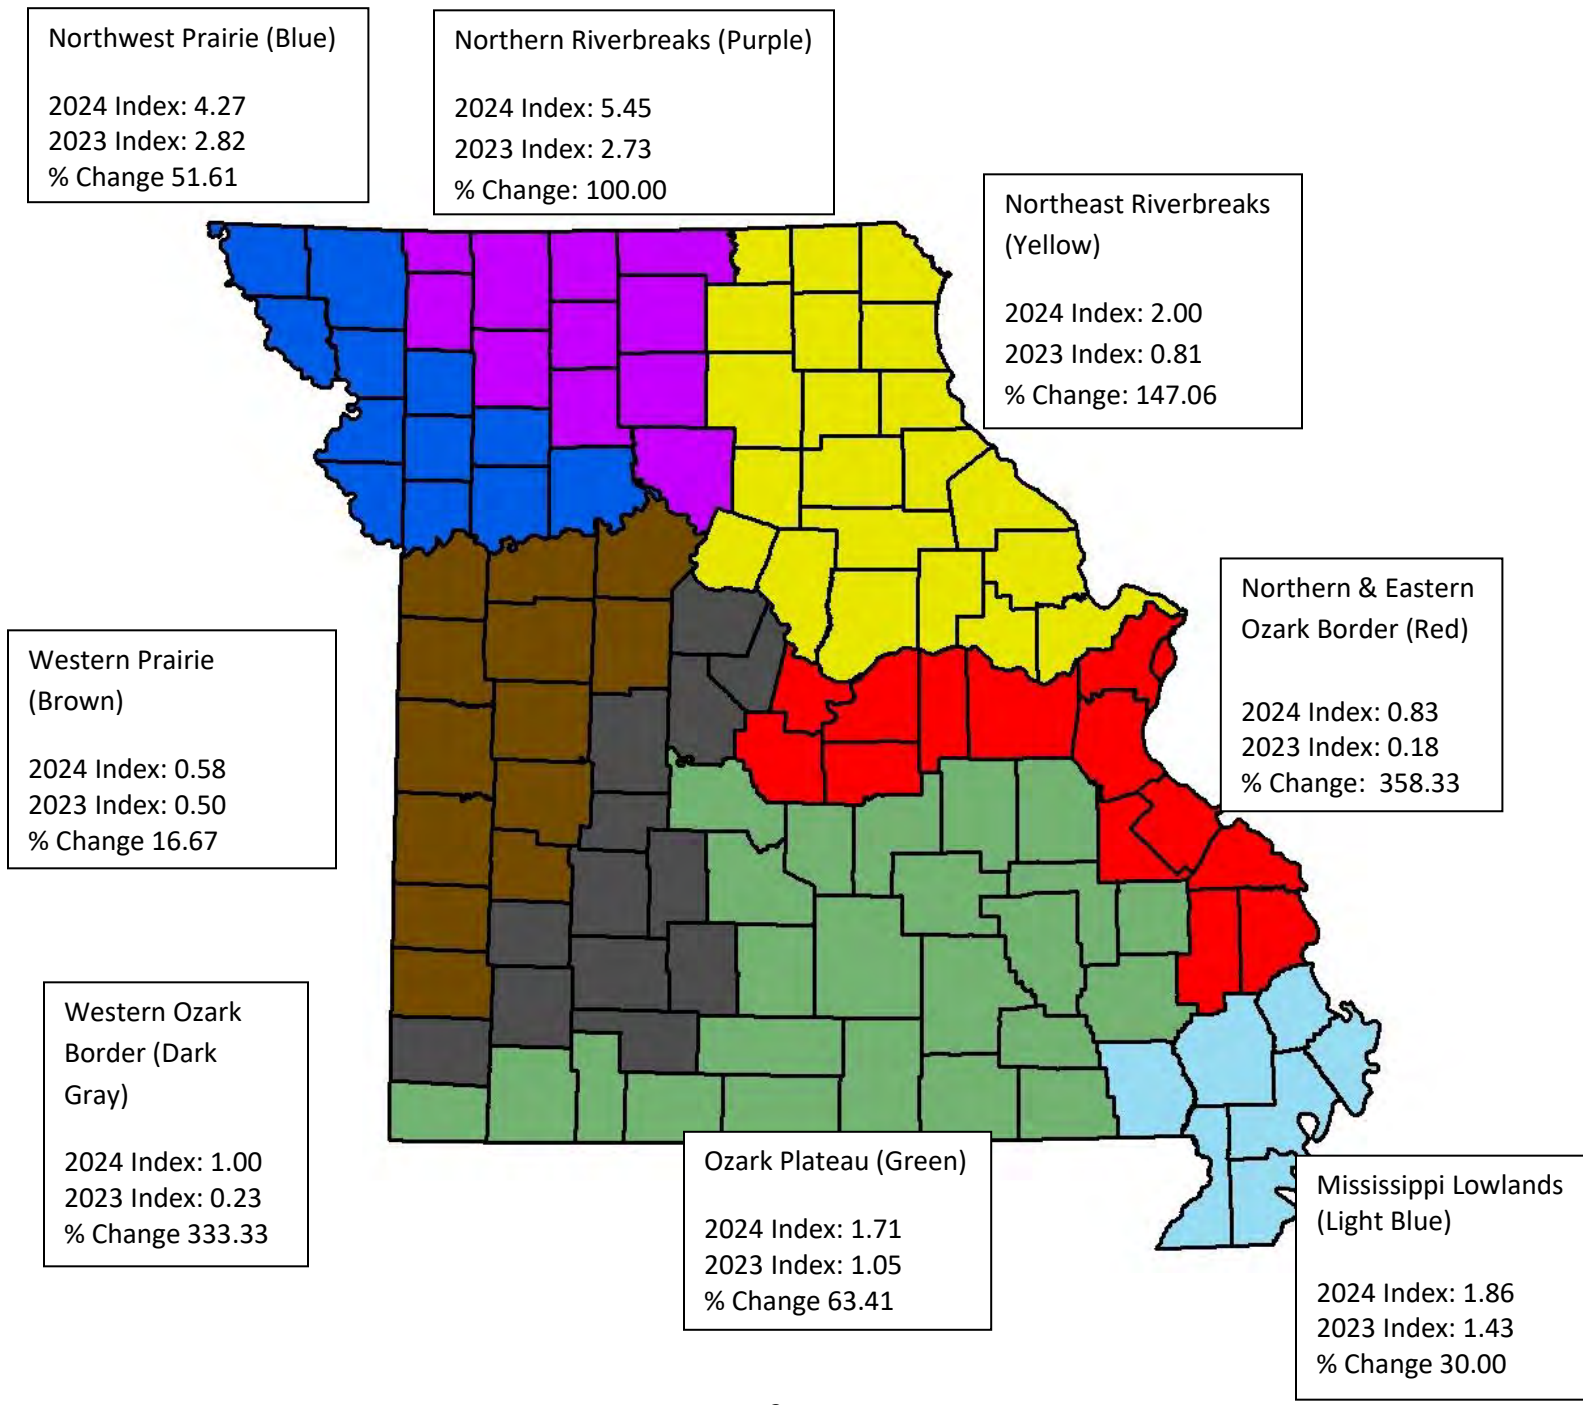 Northwest Prairie (Blue)
2024 Index: 4.27
2023 Index: 2.82
% Change 51.61
Northern Riverbreaks (Purple)
2024 Index: 5.45
2023 Index: 2.73
% Change: 100.00
Northeast Riverbreaks
(Yellow)
2024 Index: 2.00
2023 Index: 0.81
% Change: 147.06
Northern & Eastern
Ozark Border (Red)
2024 Index: 0.83
2023 Index: 0.18
% Change:  358.33
Western Prairie
(Brown)
2024 Index: 0.58
2023 Index: 0.50
% Change 16.67
Western Ozark
Border (Dark
Gray)
2024 Index: 1.00
2023 Index: 0.23
% Change 333.33
Ozark Plateau (Green)
2024 Index: 1.71
2023 Index: 1.05
% Change 63.41
Mississippi Lowlands
(Light Blue)
2024 Index: 1.86
2023 Index: 1.43
% Change 30.00